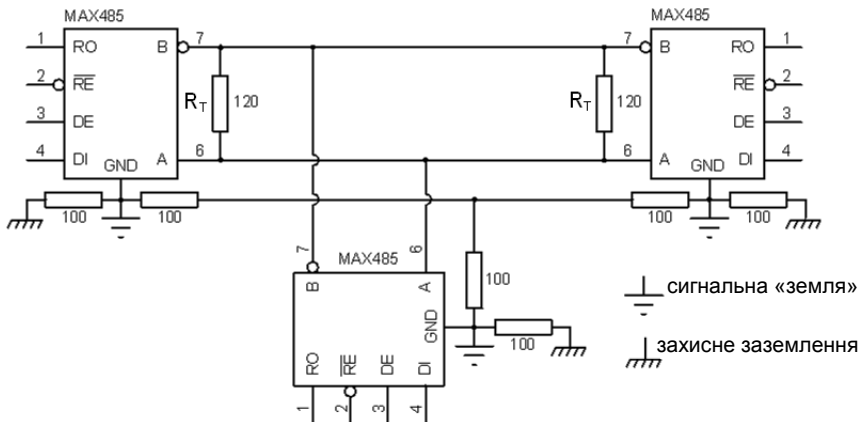 MAX485
MAX485
1 RO B 7
7 B RO 1
2 RE
RE 2
RT 120
RT 120
3 DE
DE 3
4 DI A 6
6 A DI 4
GND
GND
100 100
100 100
7 6
MAX485
B A
100
GND
100
RO RE DE DI
1 2 3 4
сигнальна «земля»
захисне заземлення